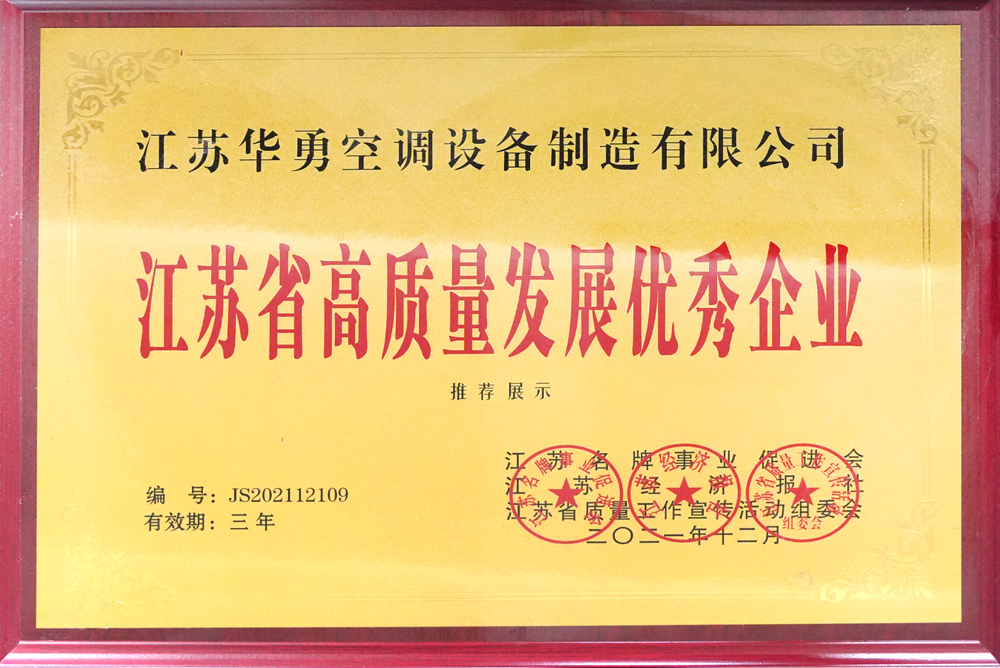 江苏华勇空调设备制造有限公司
江苏省高质量发展优秀企业
推荐展示
编 号：JS202112109
有效期：三年
江苏名牌事业促进会
江苏经济报社
江苏省质量工作宣传活动组委会
二〇二一年十二月
组委会